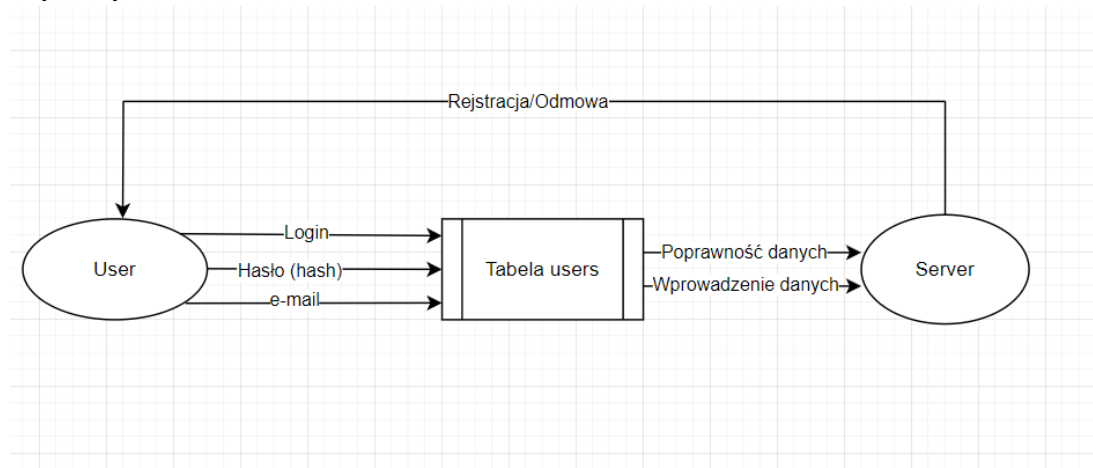 Rejstracja/Odmowa
Login
Hasło (hash)
e-mail
User
Tabela users
Poprawność danych
Wprowadzenie danych
Server